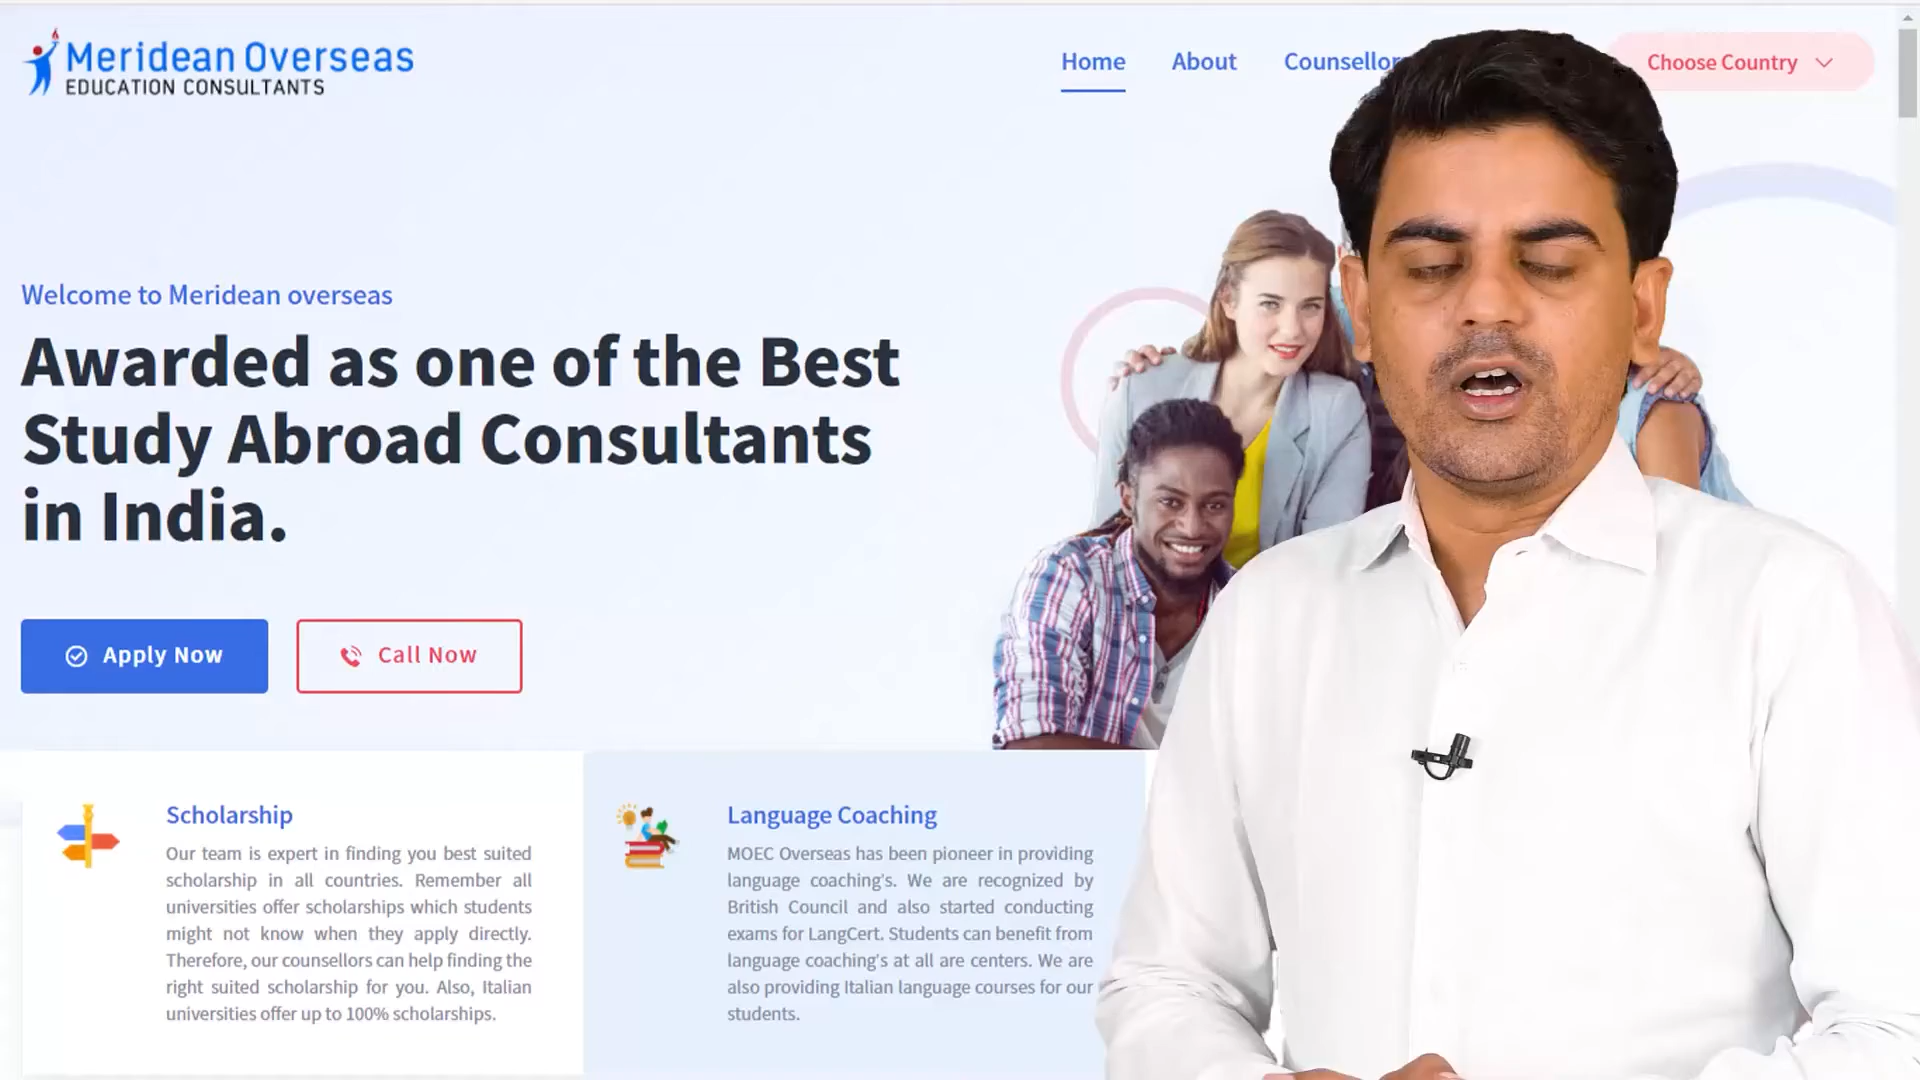 Meridean Overseas
EDUCATION CONSULTANTS
Home
About
Choose Country
Welcome to Meridean overseas
Awarded as one of the Best
Study Abroad Consultants
in India.
Apply Now
Call Now
Scholarship
Our team is expert in finding you best suited
scholarship in all countries. Remember all
universities offer scholarships which students
might not know when they apply directly.
Therefore, our counsellors can help finding the
right suited scholarship for you. Also, Italian
universities offer up to 100% scholarships.
Language Coaching
MOEC Overseas has been pioneer in providing
language coaching's. We are recognized by
British Council and also started conducting
exams for LangCert. Students can benefit from
language coaching's at all are centers. We are
also providing Italian language courses for our
students.